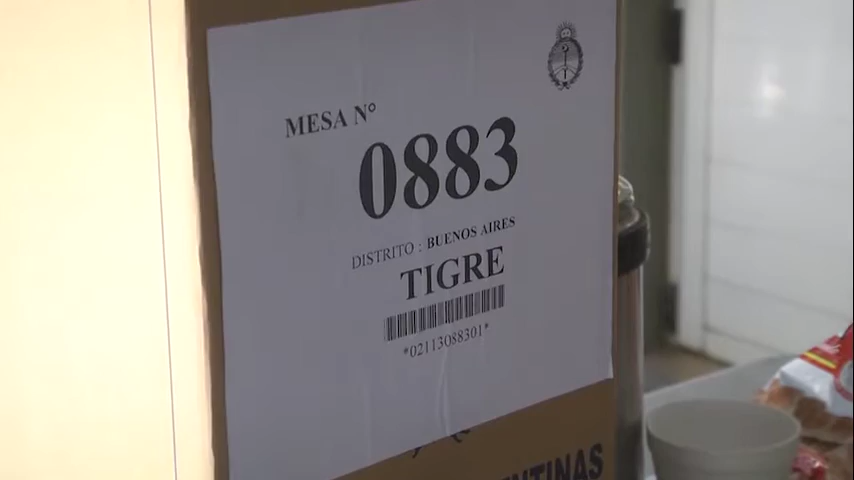 MESA N°
0883
DISTRITO : BUENOS AIRES
TIGRE
*02113088301*